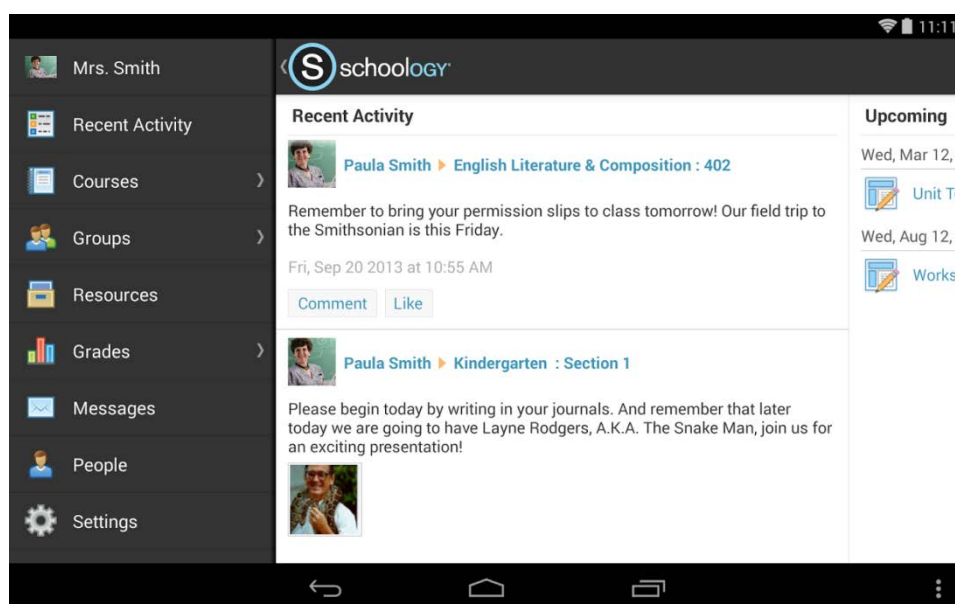 11:11
Mrs. Smith
Recent Activity
Courses
Groups
Resources
Grades
Messages
People
Settings
S schoology
Recent Activity
Paula Smith English Literature & Composition : 402
Remember to bring your permission slips to class tomorrow! Our field trip to
the Smithsonian is this Friday.
Fri, Sep 20 2013 at 10:55 AM
Comment Like
Paula Smith Kindergarten : Section 1
Please begin today by writing in your journals. And remember that later
today we are going to have Layne Rodgers, A.K.A. The Snake Man, join us for
an exciting presentation!
Upcoming
Wed, Mar 12,
Unit
Wed, Aug 12,
Works